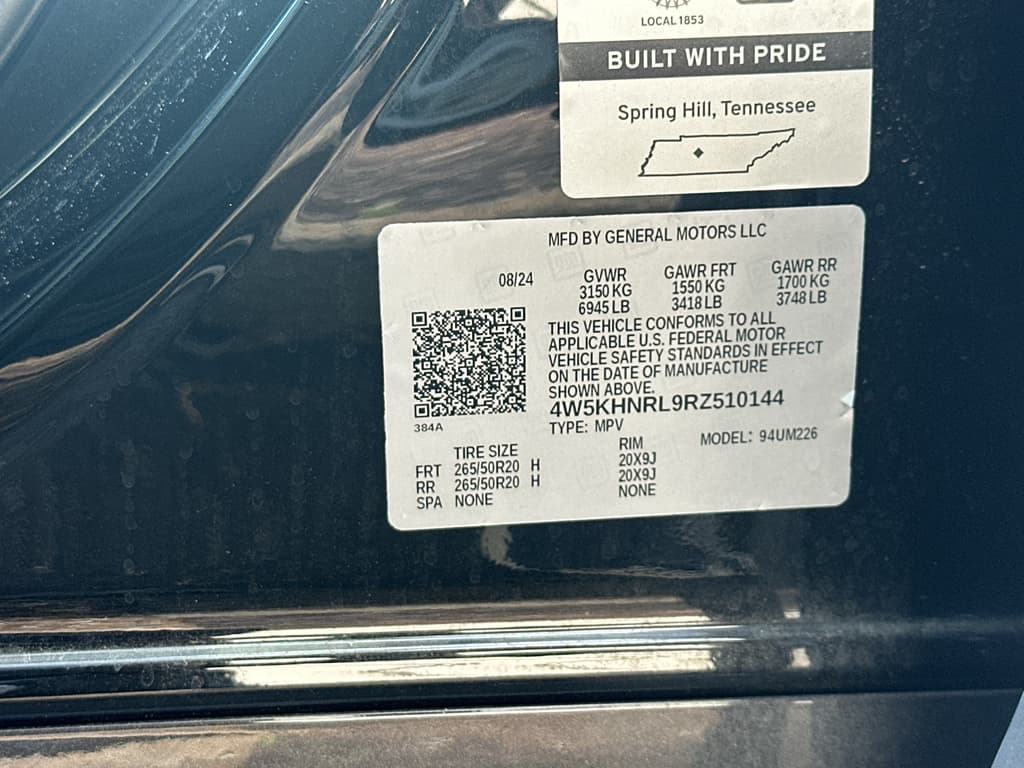 LOCAL 1853
BUILT WITH PRIDE
Spring Hill, Tennessee
MFD BY GENERAL MOTORS LLC
08/24 GVWR GAWR FRT GAWR RR
3150 KG 1550 KG 1700 KG
6945 LB 3418 LB 3748 LB
THIS VEHICLE CONFORMS TO ALL
APPLICABLE U.S. FEDERAL MOTOR
VEHICLE SAFETY STANDARDS IN EFFECT
ON THE DATE OF MANUFACTURE
SHOWN ABOVE.
4W5KHNRL9RZ510144
384A
TYPE: MPV MODEL: 94UM226
TIRE SIZE RIM
FRT 265/50R20 H 20X9J
RR 265/50R20 H 20X9J
SPA NONE NONE